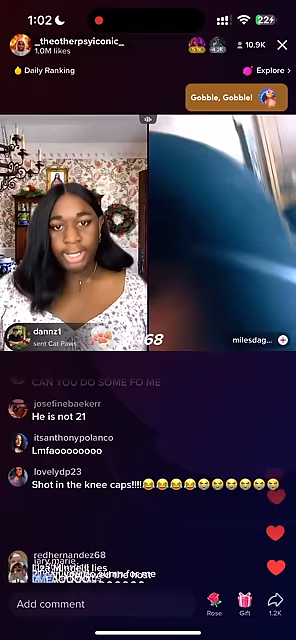 1:02
22
_theotherpsyiconic_
1.0M likes
10.9K
Daily Ranking
Explore
Gobble, Gobble!
dannz1
sent Cat Paws
68
milesdag...
CAN YOU DO SOME FO ME
josefinebaekerr
He is not 21
itsanthonypolanco
Lmfaoooooooo
lovelydp23
Shot in the knee caps!!!!😂😂😂😂😭😭😭😭😭😭
redhernandez68
Add comment
Rose
Gift
1.2K